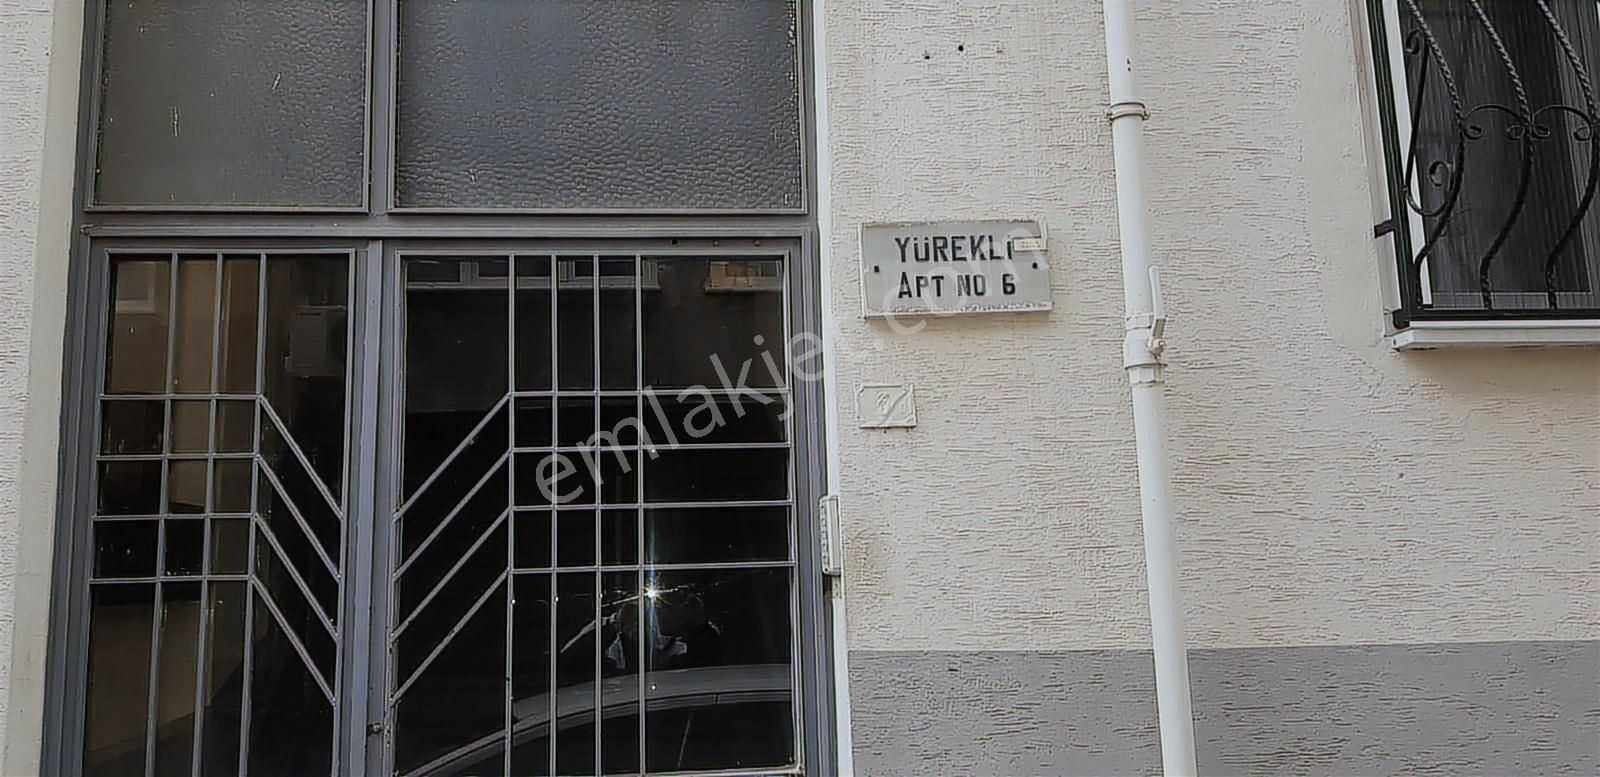 YÜREKLİ
APT NO 6
emlakjet.com